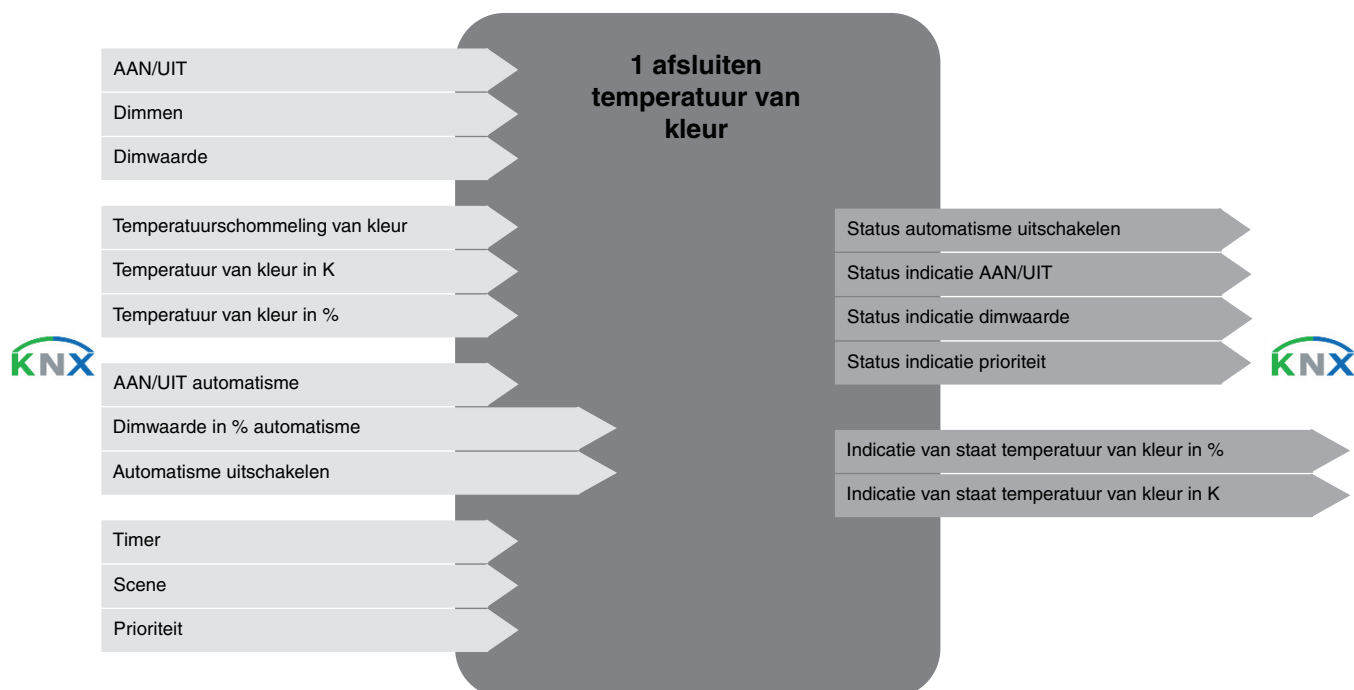 1 afsluiten
temperatuur van
kleur
AAN/UIT
Dimmen
Dimwaarde
Temperatuurschommeling van kleur
Temperatuur van kleur in K
Temperatuur van kleur in %
KNX
AAN/UIT automatisme
Dimwaarde in % automatisme
Automatisme uitschakelen
Timer
Scene
Prioriteit
Status automatisme uitschakelen
Status indicatie AAN/UIT
Status indicatie dimwaarde
Status indicatie prioriteit
KNX
Indicatie van staat temperatuur van kleur in %
Indicatie van staat temperatuur van kleur in K